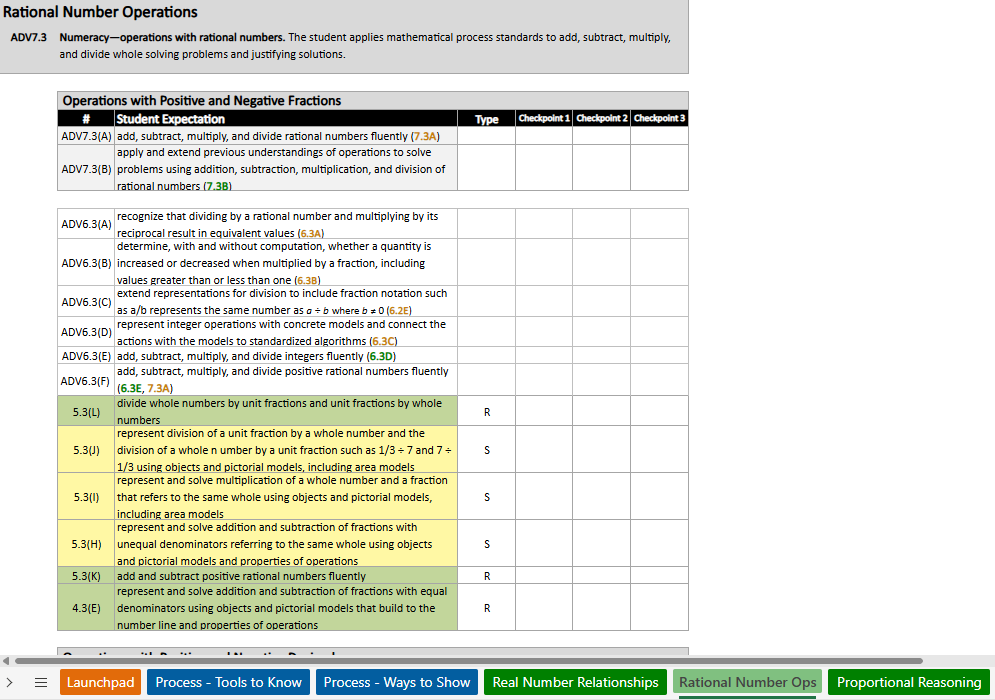 Rational Number Operations
ADV7.3 Numeracy—operations with rational numbers. The student applies mathematical process standards to add, subtract, multiply,
and divide whole solving problems and justifying solutions.
Operations with Positive and Negative Fractions
# Student Expectation Type Checkpoint 1 Checkpoint 2 Checkpoint 3
ADV7.3(A) add, subtract, multiply, and divide rational numbers fluently (7.3A)
apply and extend previous understandings of operations to solve
ADV7.3(B) problems using addition, subtraction, multiplication, and division of
rational numbers (7.3B)
ADV6.3(A) recognize that dividing by a rational number and multiplying by its
reciprocal result in equivalent values (6.3A)
determine, with and without computation, whether a quantity is
ADV6.3(B) increased or decreased when multiplied by a fraction, including
values greater than or less than one (6.3B)
ADV6.3(C) extend representations for division to include fraction notation such
as a/b represents the same number as a ÷ b where b ≠ 0 (6.2E)
ADV6.3(D) represent integer operations with concrete models and connect the
actions with the models to standardized algorithms (6.3C)
ADV6.3(E) add, subtract, multiply, and divide integers fluently (6.3D)
ADV6.3(F) add, subtract, multiply, and divide positive rational numbers fluently
(6.3E, 7.3A)
5.3(L) divide whole numbers by unit fractions and unit fractions by whole R
numbers
represent division of a unit fraction by a whole number and the
5.3(J) division of a whole n umber by a unit fraction such as 1/3 ÷ 7 and 7 ÷ S
1/3 using objects and pictorial models, including area models
represent and solve multiplication of a whole number and a fraction
5.3(I) that refers to the same whole using objects and pictorial models, S
including area models
represent and solve addition and subtraction of fractions with
5.3(H) unequal denominators referring to the same whole using objects S
and pictorial models and properties of operations
5.3(K) add and subtract positive rational numbers fluently R
represent and solve addition and subtraction of fractions with equal
4.3(E) denominators using objects and pictorial models that build to the R
number line and properties of operations
Launchpad Process - Tools to Know Process - Ways to Show Real Number Relationships Rational Number Ops Proportional Reasoning